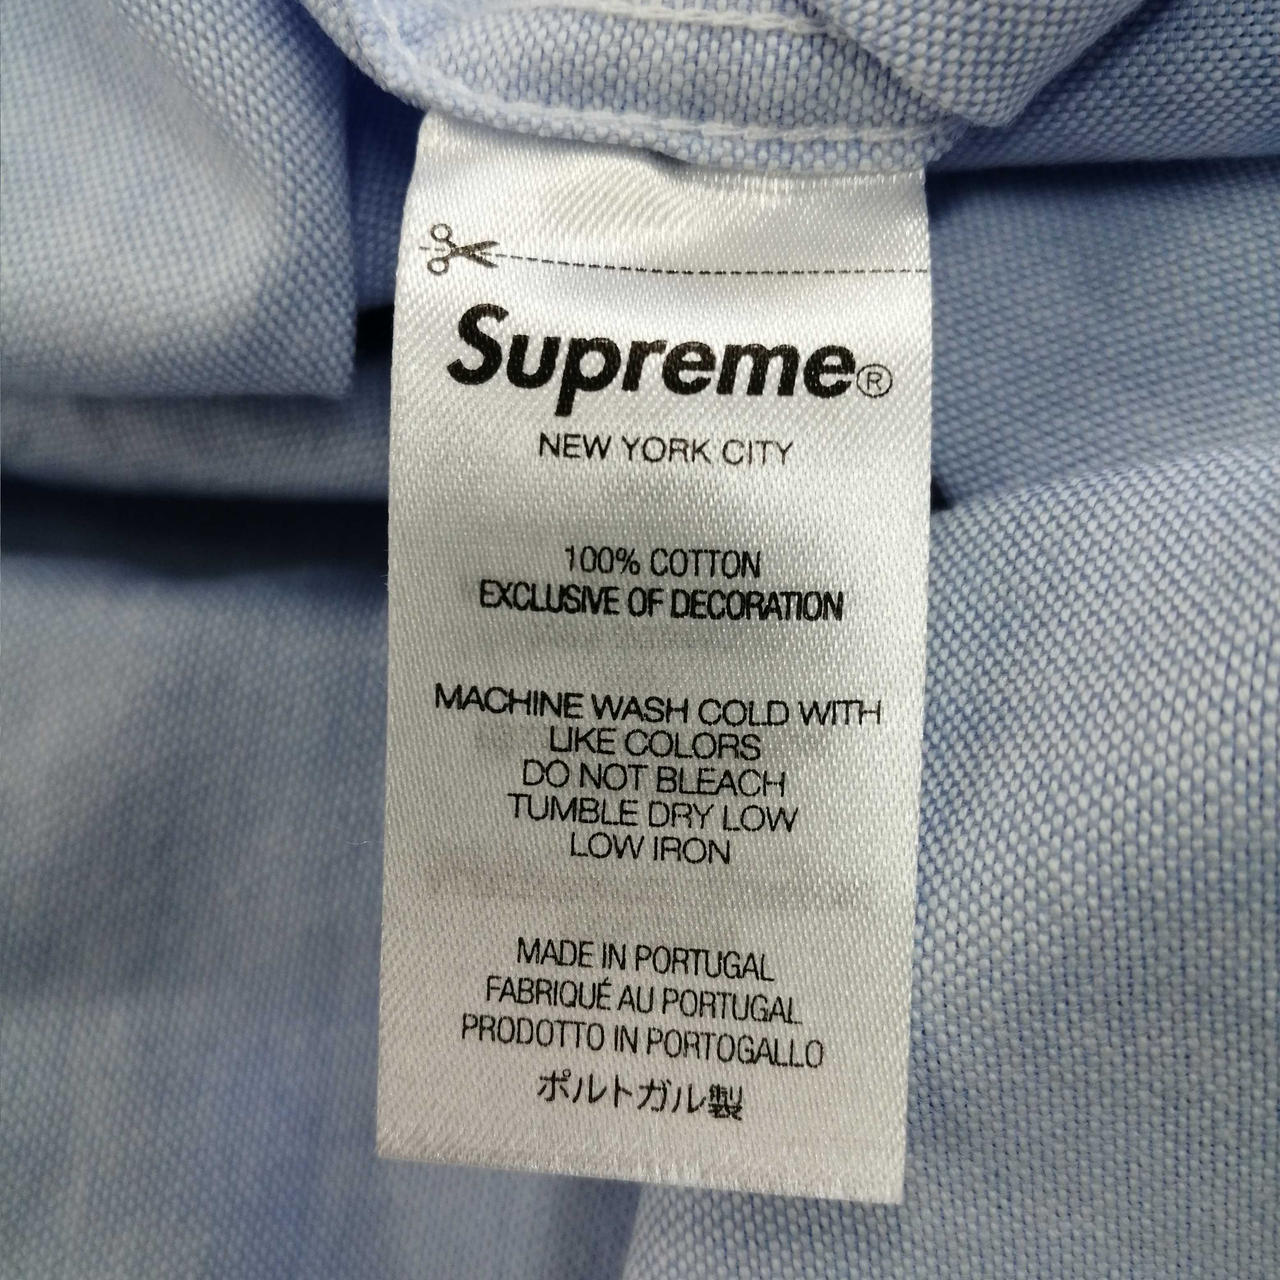 Supreme®
NEW YORK CITY
100% COTTON
EXCLUSIVE OF DECORATION
MACHINE WASH COLD WITH
LIKE COLORS
DO NOT BLEACH
TUMBLE DRY LOW
LOW IRON
MADE IN PORTUGAL
FABRIQUÉ AU PORTUGAL
PRODOTTO IN PORTOGALLO
ポルトガル製